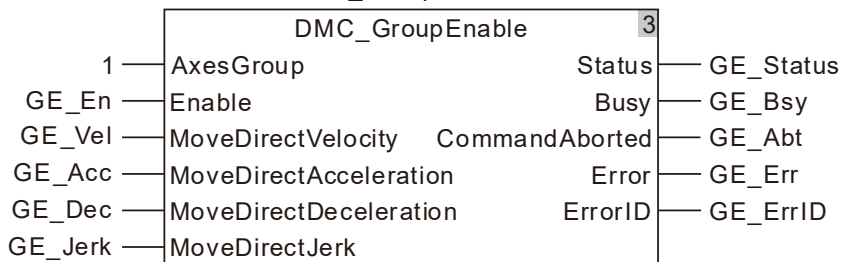 DMC_GroupEnable 3
1 AxesGroup Status GE_Status
GE_En Enable Busy GE_Bsy
GE_Vel MoveDirectVelocity CommandAborted GE_Abt
GE_Acc MoveDirectAcceleration Error GE_Err
GE_Dec MoveDirectDeceleration ErrorID GE_ErrID
GE_Jerk MoveDirectJerk